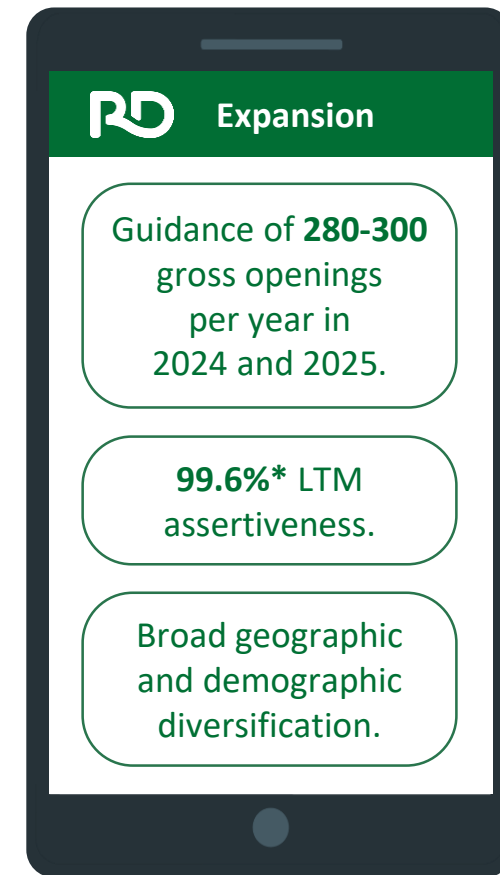 RD Expansion
Guidance of 280-300
gross openings
per year in
2024 and 2025.
99.6%* LTM
assertiveness.
Broad geographic
and demographic
diversification.